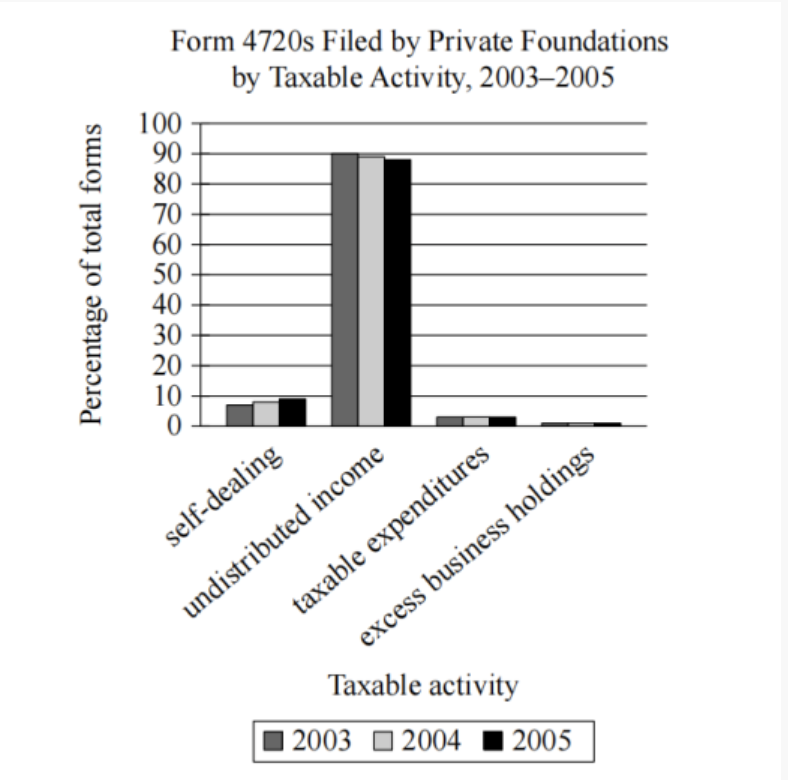 Form 4720s Filed by Private Foundations
by Taxable Activity, 2003–2005
Percentage of total forms
100
90
80
70
60
50
40
30
20
10
0
self-dealing
undistributed income
taxable expenditures
excess business holdings
Taxable activity
2003 2004 2005